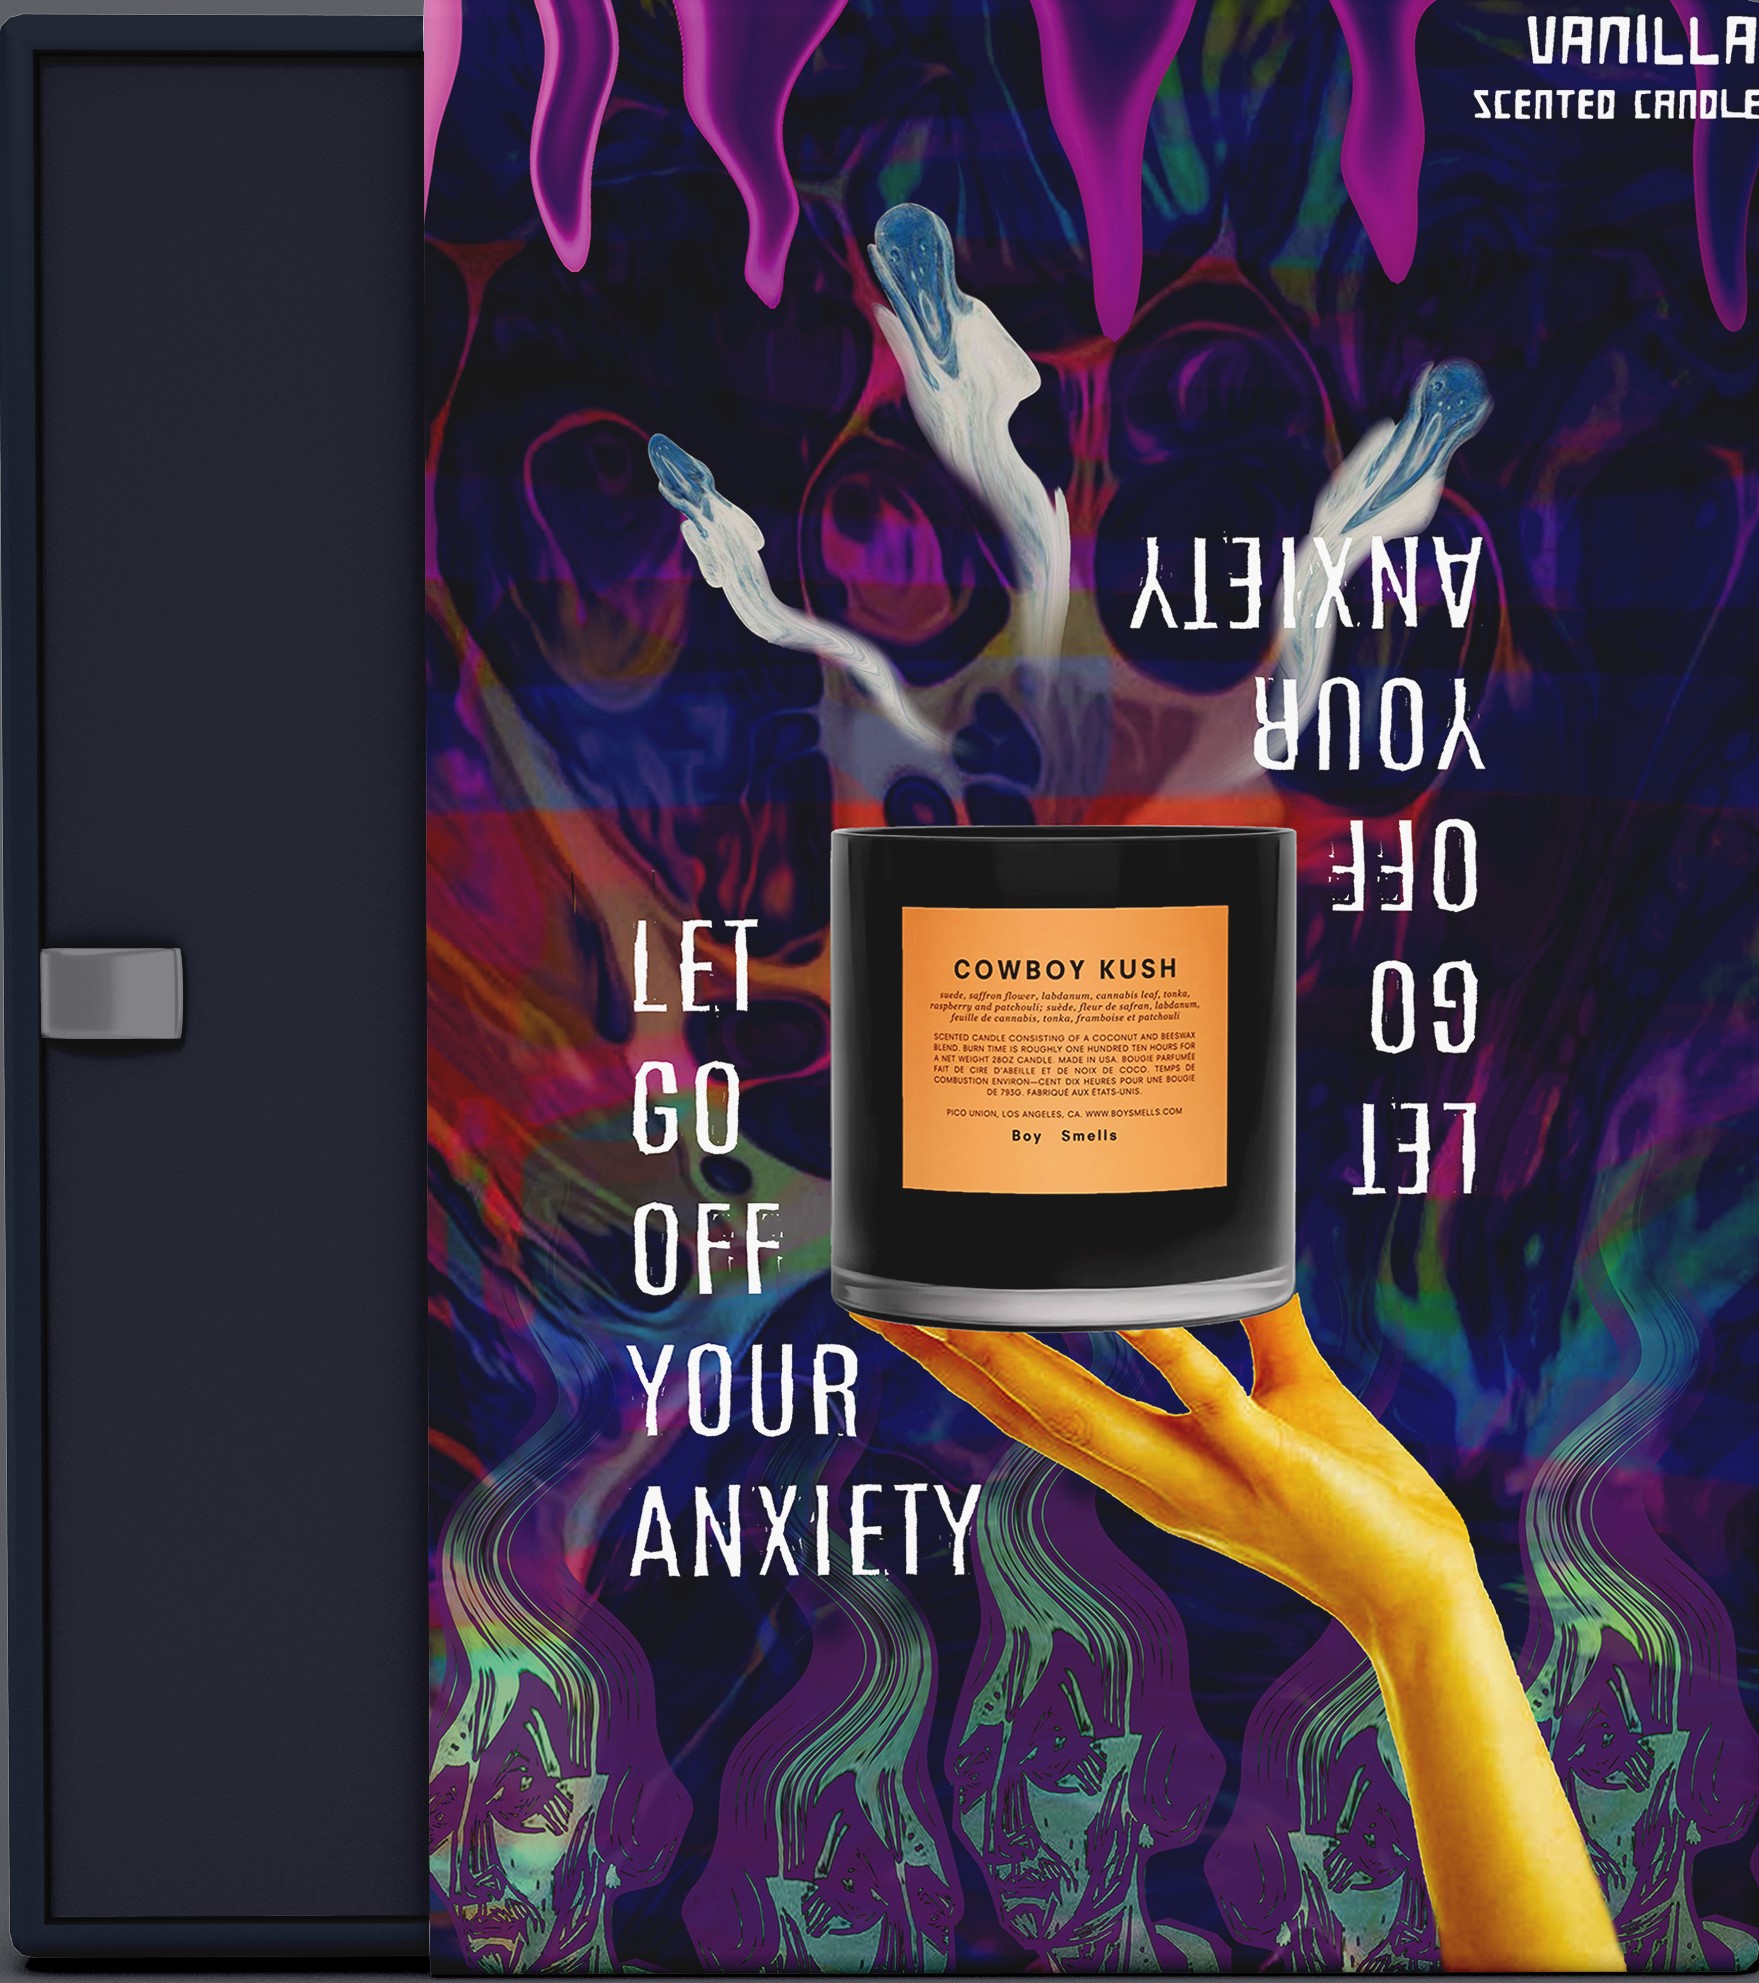 VANILLA
SCENTED CANDLE
ANXIETY
YOUR
OFF
GO
LET
LET
GO
OFF
YOUR
ANXIETY
COWBOY KUSH
suede, saffron flower, labdanum, cannabis leaf, tonka,
raspberry and patchouli; suède, fleur de safran, labdanum,
feuille de cannabis, tonka, framboise et patchouli
SCENTED CANDLE CONSISTING OF A COCONUT AND BEESWAX
BLEND. BURN TIME IS ROUGHLY ONE HUNDRED TEN HOURS FOR
A NET WEIGHT 28OZ CANDLE. MADE IN USA. BOUGIE PARFUMÉE
FAIT DE CIRE D'ABEILLE ET DE NOIX DE COCO. TEMPS DE
COMBUSTION ENVIRON—CENT DIX HEURES POUR UNE BOUGIE
DE 793G. FABRIQUÉ AUX ÉTATS-UNIS.
PICO UNION, LOS ANGELES, CA. WWW.BOYSMELLS.COM
Boy Smells